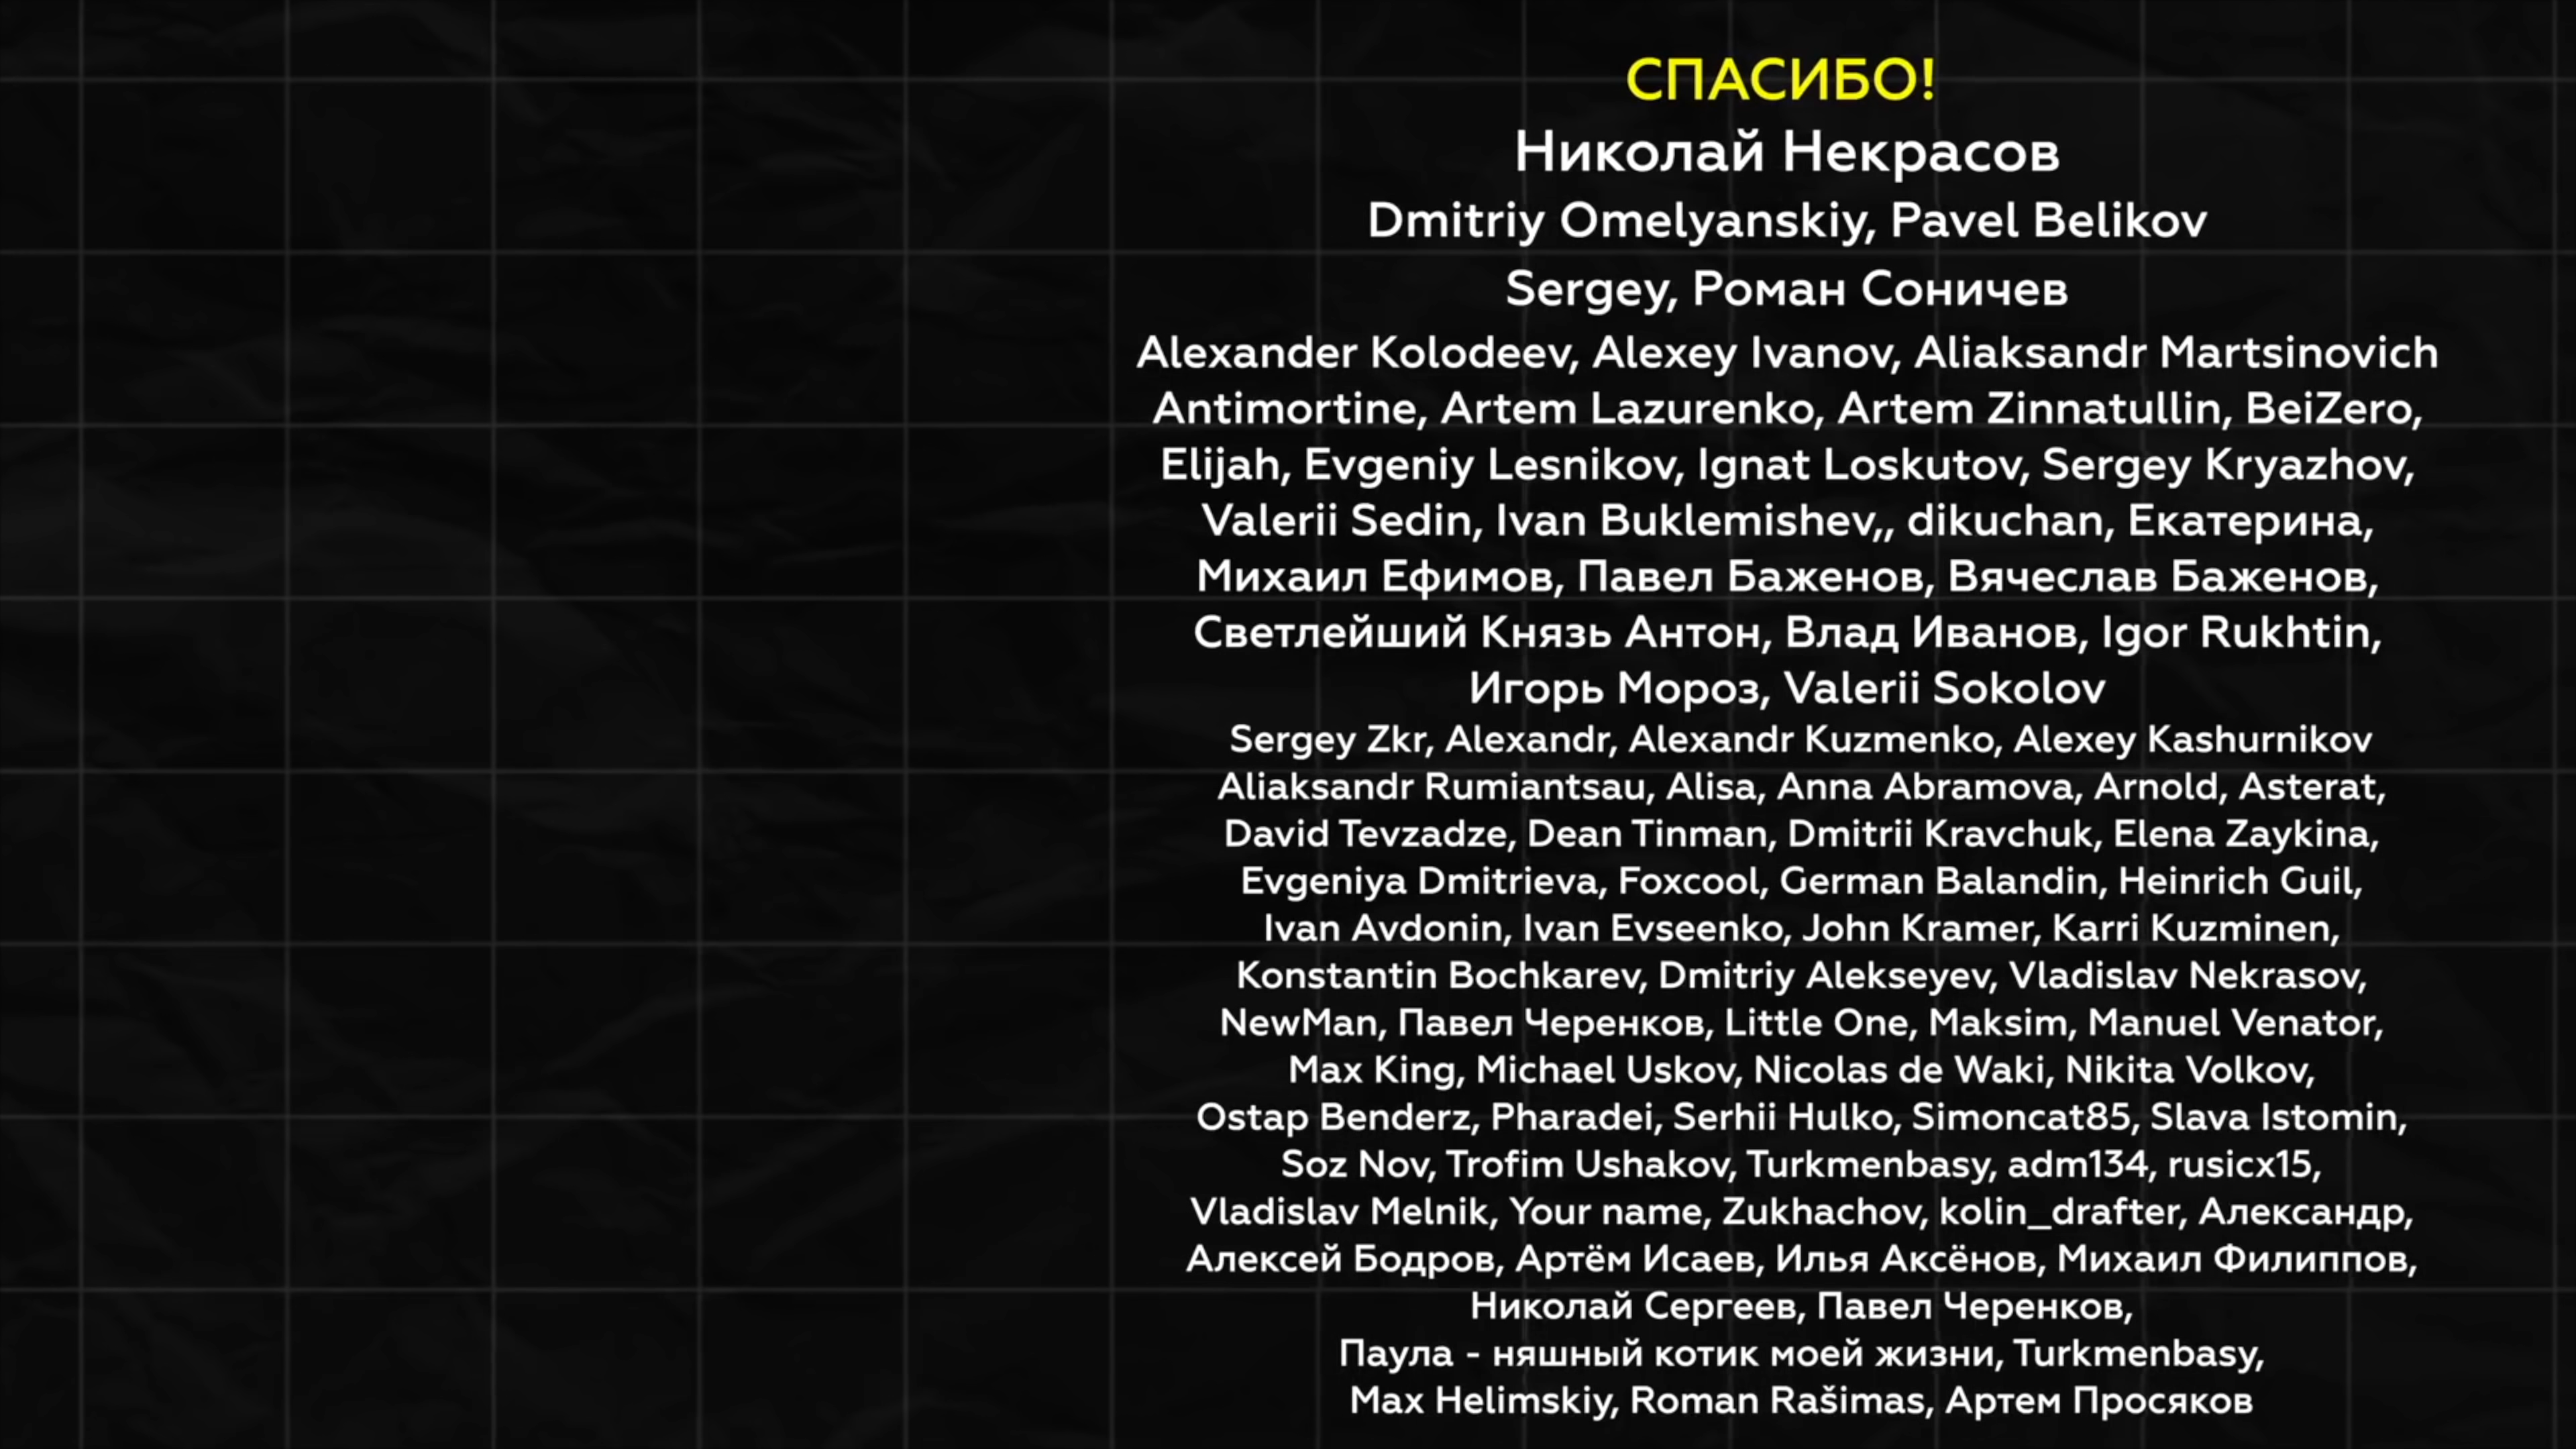 СПАСИБО!
Николай Некрасов
Dmitriy Omelyanskiy, Pavel Belikov
Sergey, Роман Соничев
Alexander Kolodeev, Alexey Ivanov, Aliaksandr Martsinovich
Antimortine, Artem Lazurenko, Artem Zinnatullin, BeiZero,
Elijah, Evgeniy Lesnikov, Ignat Loskutov, Sergey Kryazhov,
Valerii Sedin, Ivan Buklemishev,, dikuchan, Екатерина,
Михаил Ефимов, Павел Баженов, Вячеслав Баженов,
Светлейший Князь Антон, Влад Иванов, Igor Rukhtin,
Игорь Мороз, Valerii Sokolov
Sergey Zkr, Alexandr, Alexandr Kuzmenko, Alexey Kashurnikov
Aliaksandr Rumiantsau, Alisa, Anna Abramova, Arnold, Asterat,
David Tevzadze, Dean Tinman, Dmitrii Kravchuk, Elena Zaykina,
Evgeniya Dmitrieva, Foxcool, German Balandin, Heinrich Guil,
Ivan Avdonin, Ivan Evseenko, John Kramer, Karri Kuzminen,
Konstantin Bochkarev, Dmitriy Alekseyev, Vladislav Nekrasov,
NewMan, Павел Черенков, Little One, Maksim, Manuel Venator,
Max King, Michael Uskov, Nicolas de Waki, Nikita Volkov,
Ostap Benderz, Pharadei, Serhii Hulko, Simoncat85, Slava Istomin,
Soz Nov, Trofim Ushakov, Turkmenbasy, adm134, rusicx15,
Vladislav Melnik, Your name, Zukhachov, kolin_drafter, Александр,
Алексей Бодров, Артём Исаев, Илья Аксёнов, Михаил Филиппов,
Николай Сергеев, Павел Черенков,
Паула - няшный котик моей жизни, Turkmenbasy,
Max Helimskiy, Roman Rašimas, Артем Просяков